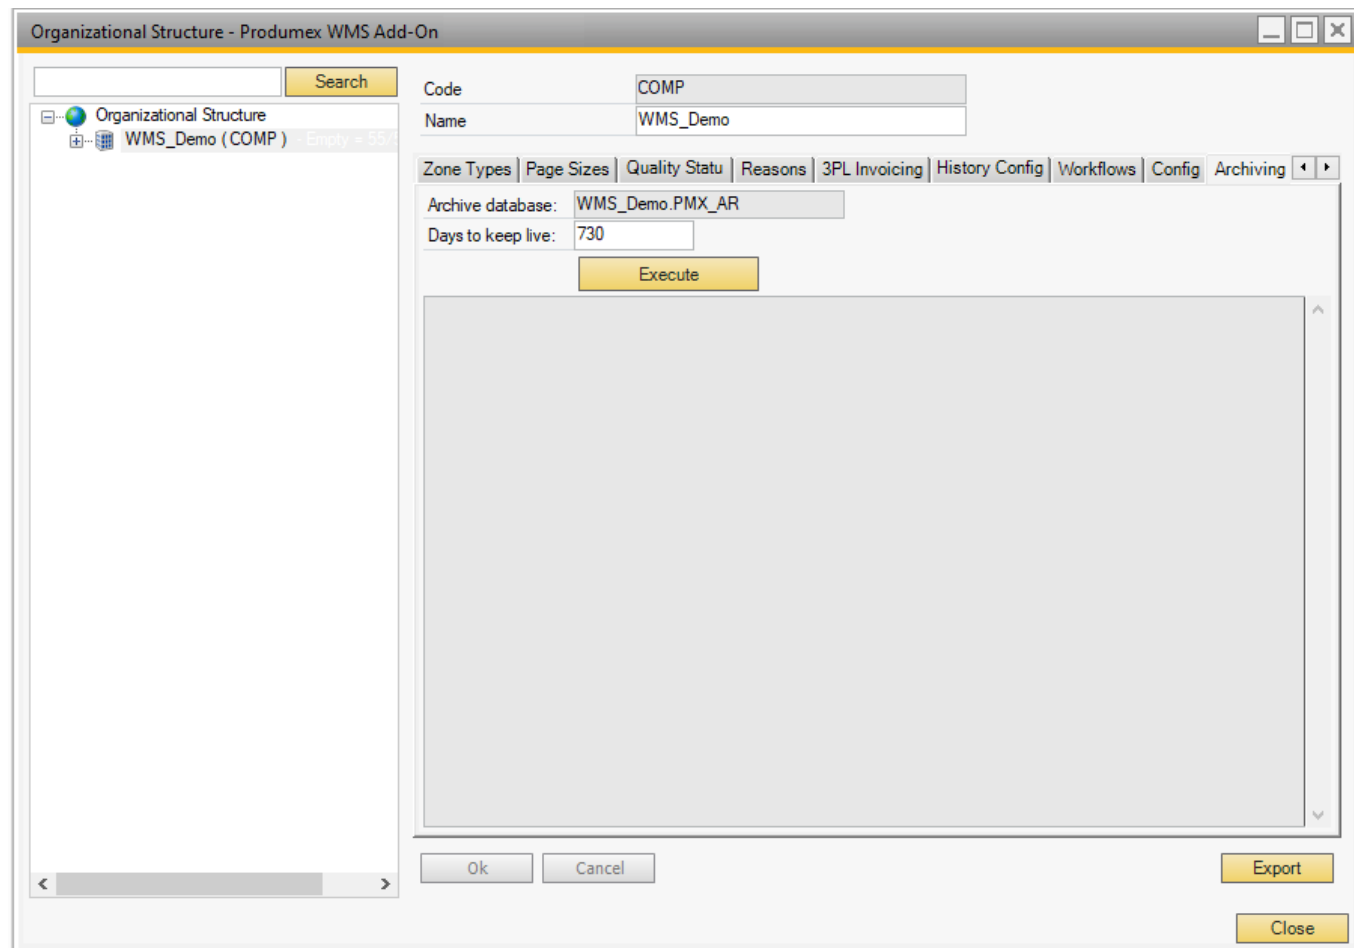 Organizational Structure - Produmex WMS Add-On
Search
Organizational Structure
WMS_Demo ( COMP ) - Empty = 55/
Code COMP
Name WMS_Demo
Zone Types Page Sizes Quality Statu Reasons 3PL Invoicing History Config Workflows Config Archiving
Archive database: WMS_Demo.PMX_AR
Days to keep live: 730
Execute
Ok Cancel Export
Close